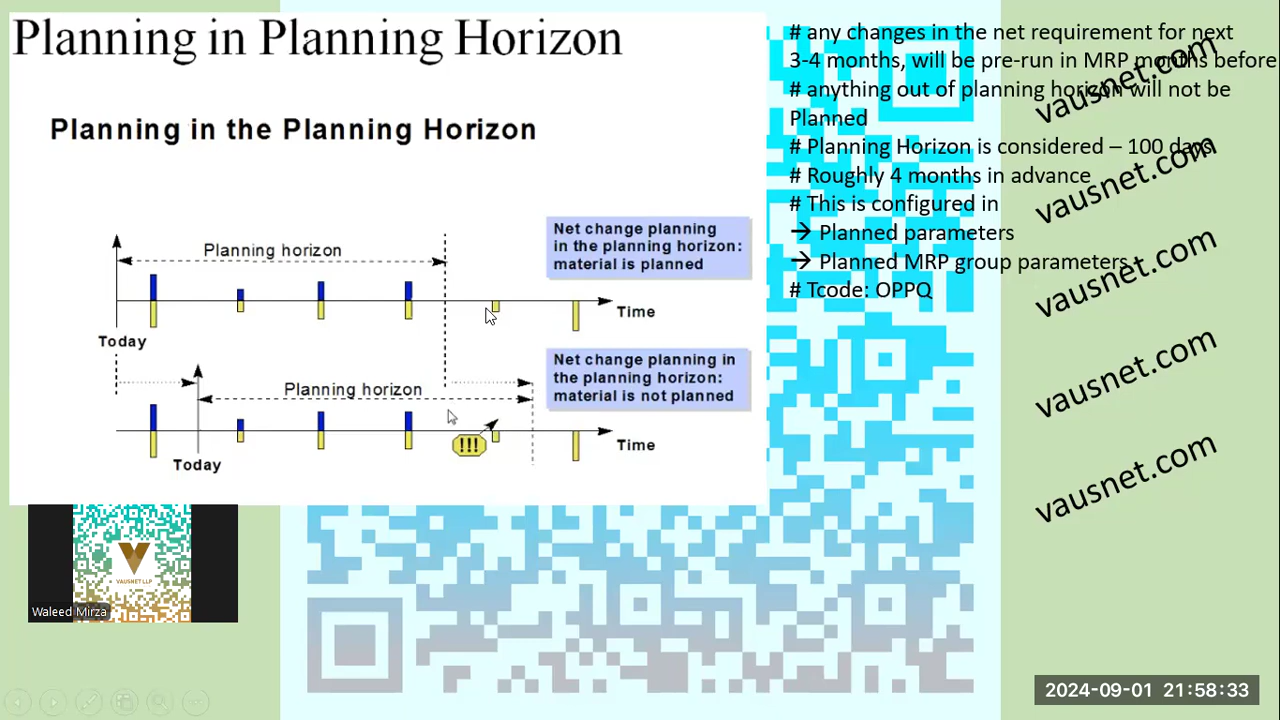 Planning in Planning Horizon
Planning in the Planning Horizon
Planning horizon
Net change planning
in the planning horizon:
material is planned
Time
Today
Planning horizon
Net change planning in
the planning horizon:
material is not planned
!!!
Time
Today
# any changes in the net requirement for next
3-4 months, will be pre-run in MRP months before
# anything out of planning horizon will not be
Planned
# Planning Horizon is considered – 100 days
# Roughly 4 months in advance
# This is configured in
→ Planned parameters
→ Planned MRP group parameters
# Tcode: OPPQ
vausnet.com
vausnet.com
vausnet.com
vausnet.com
vausnet.com
VAUSNET LLP
Waleed Mirza
2024-09-01 21:58:33